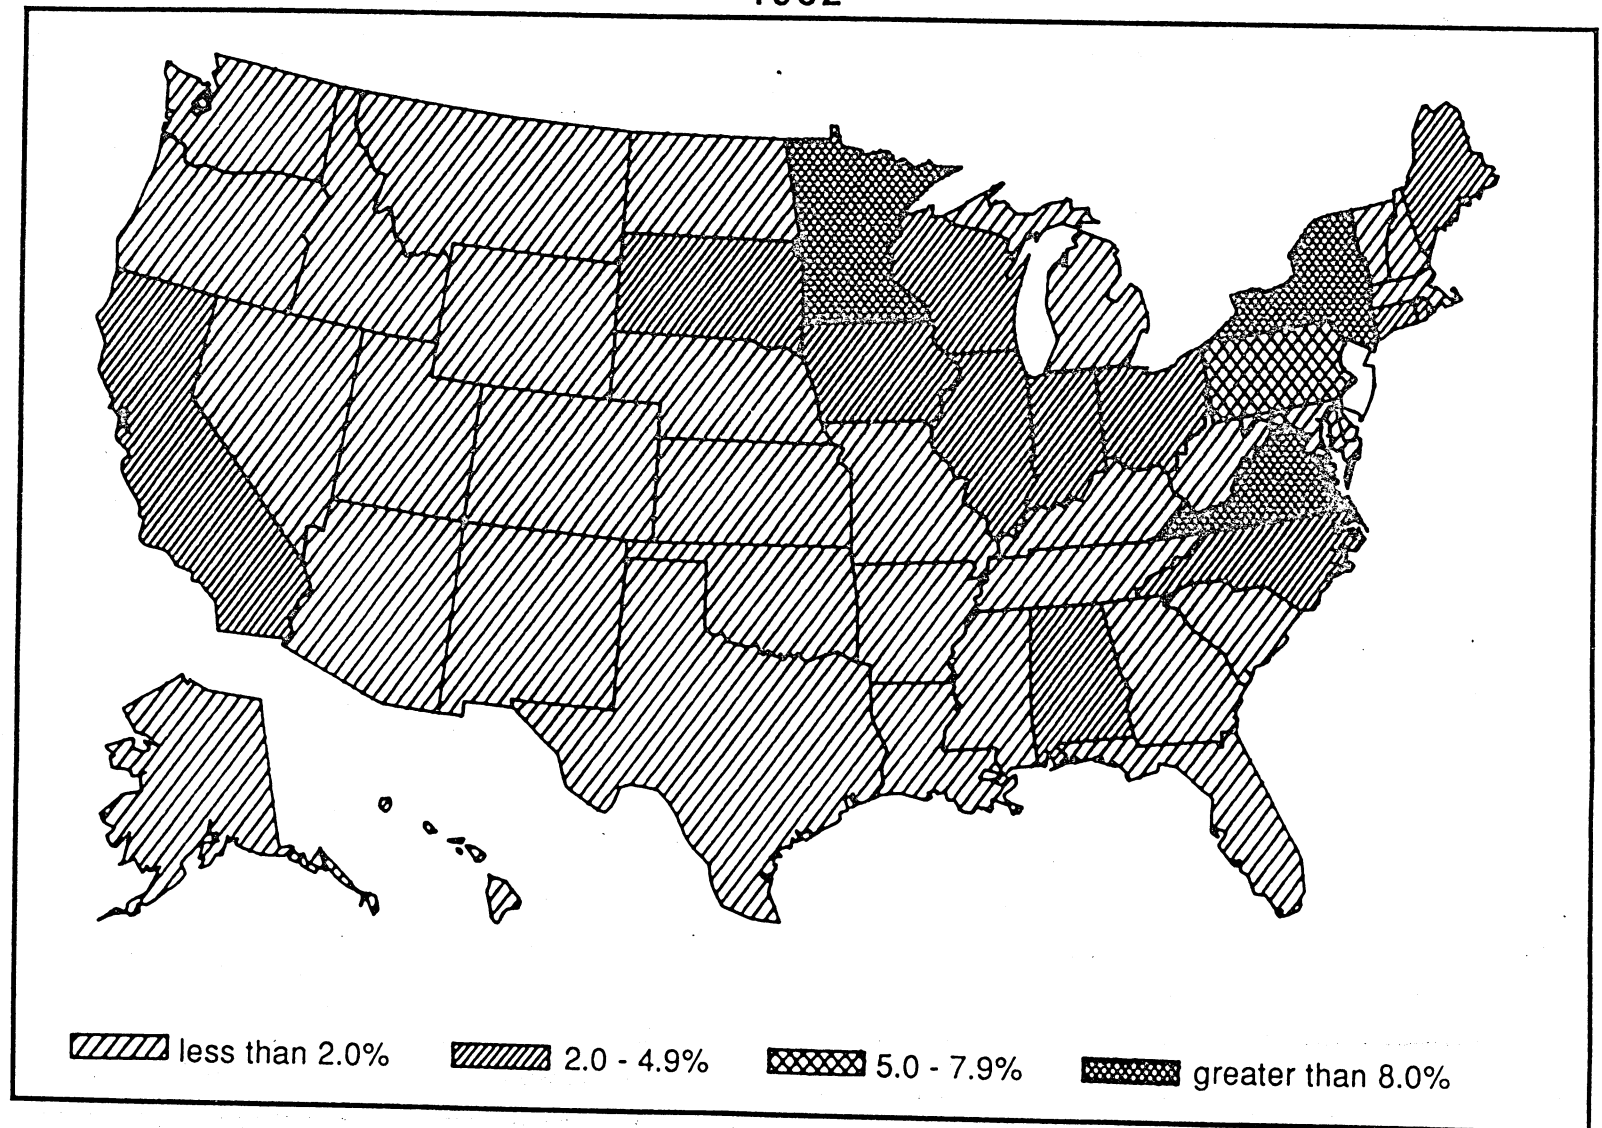 less than 2.0%
2.0 - 4.9%
5.0 - 7.9%
greater than 8.0%